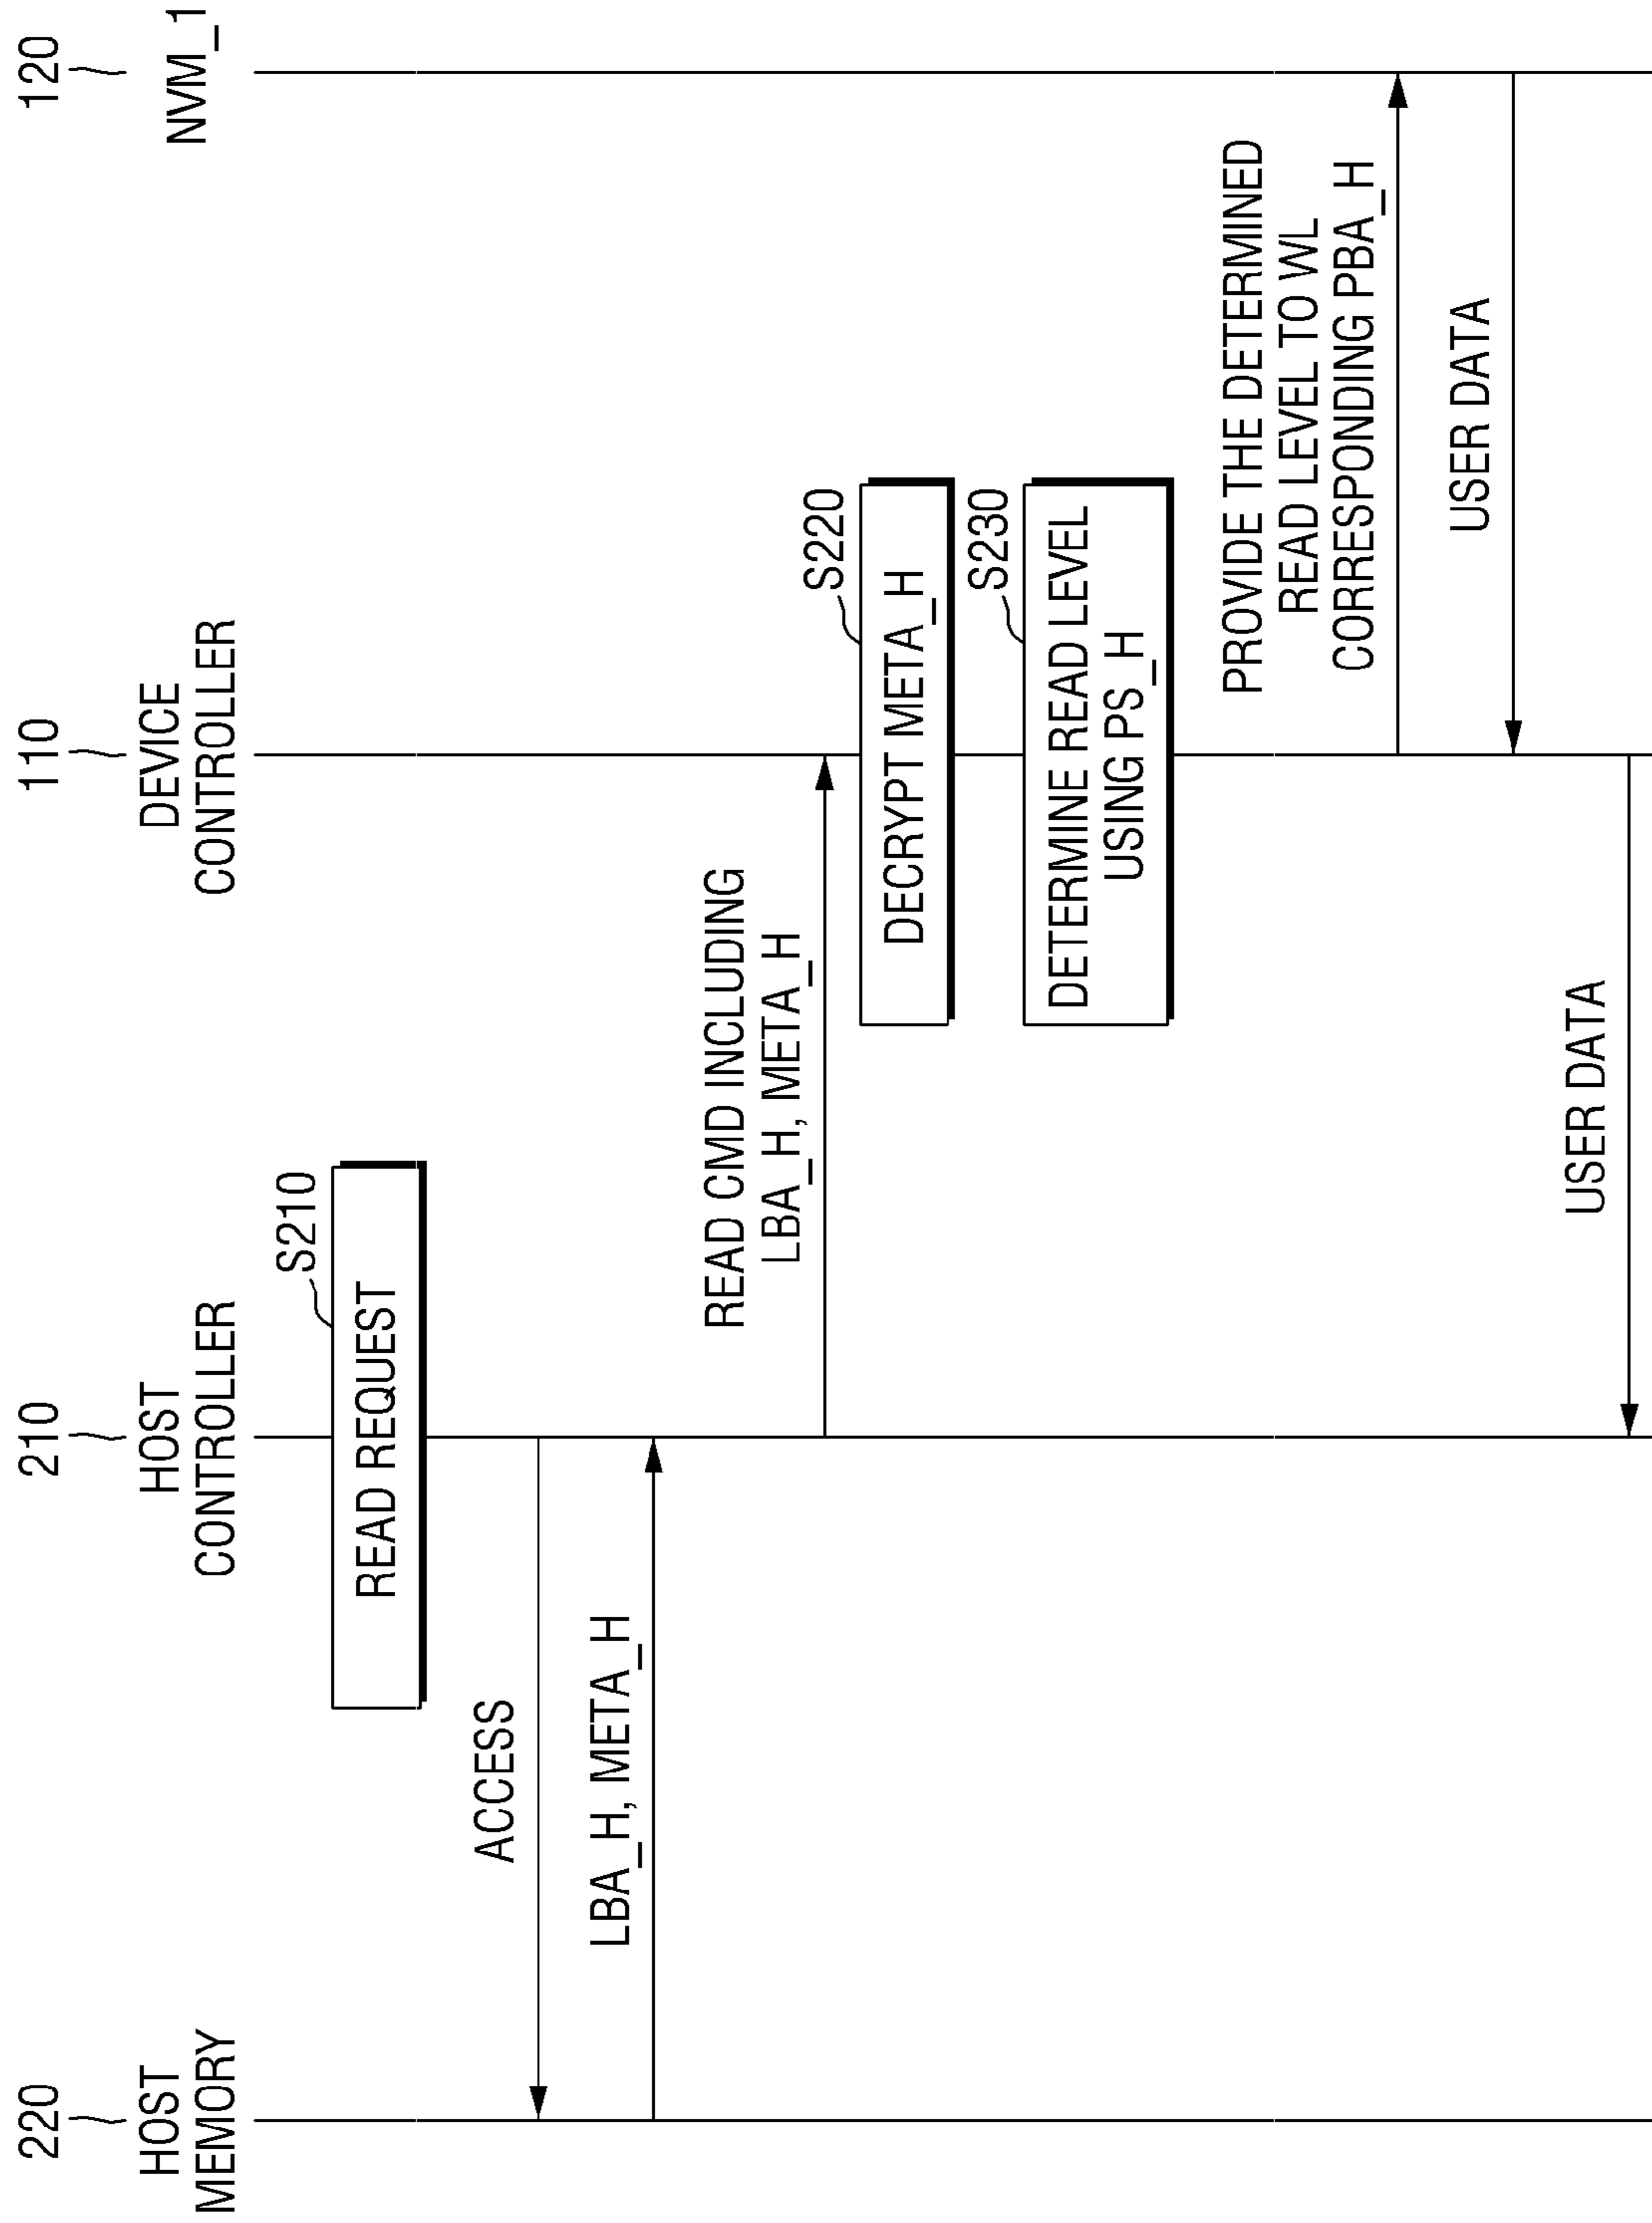 220
HOST
MEMORY
210
HOST
CONTROLLER
110
DEVICE
CONTROLLER
120
NVM_1
S210
READ REQUEST
ACCESS
LBA_H, META_H
READ CMD INCLUDING
LBA_H, META_H
S220
DECRYPT META_H
S230
DETERMINE READ LEVEL
USING PS_H
PROVIDE THE DETERMINED
READ LEVEL TO WL
CORRESPONDING PBA_H
USER DATA
USER DATA